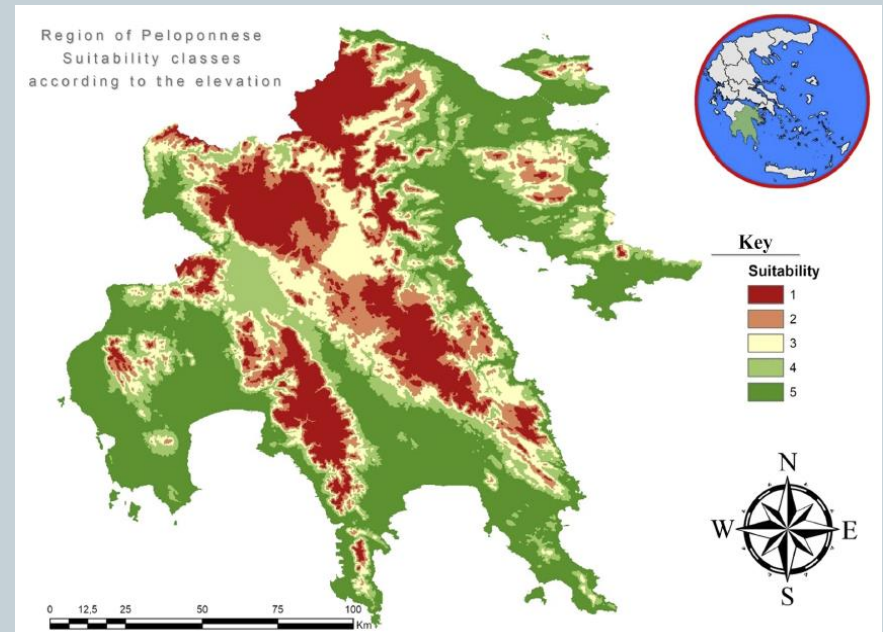 Region of Peloponnese
Suitability classes
according to the elevation
Key
Suitability
1
2
3
4
5
N
W E
S
0 12,5 25 50 75 100
Km